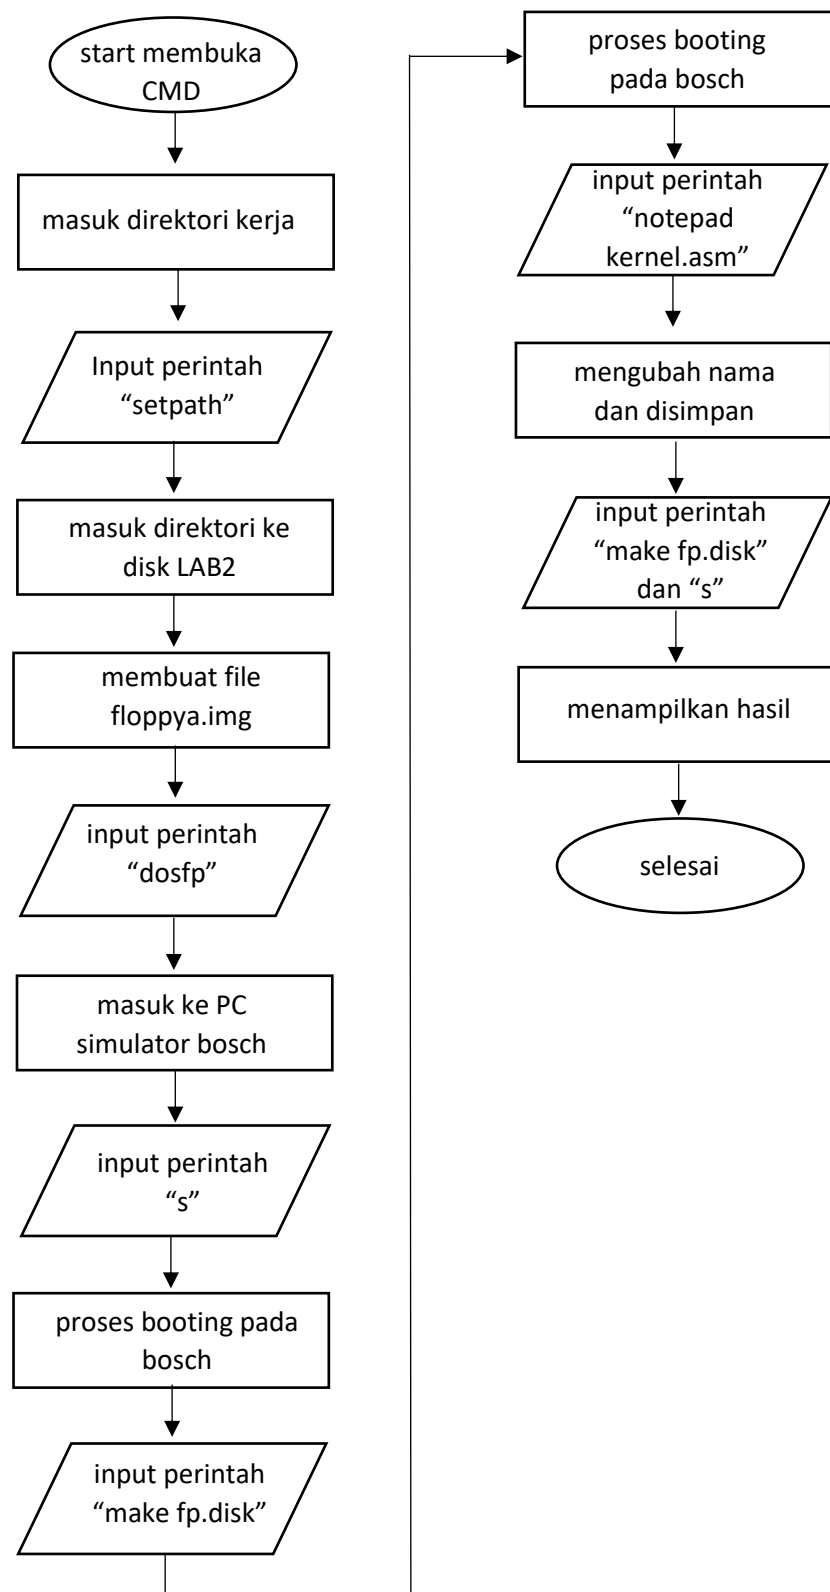 start membuka
CMD
masuk direktori kerja
Input perintah
“setpath”
masuk direktori ke
disk LAB2
membuat file
floppya.img
input perintah
“dosfp”
masuk ke PC
simulator bosch
input perintah
“s”
proses booting pada
bosch
input perintah
“make fp.disk”
proses booting
pada bosch
input perintah
“notepad
kernel.asm”
mengubah nama
dan disimpan
input perintah
“make fp.disk”
dan “s”
menampilkan hasil
selesai